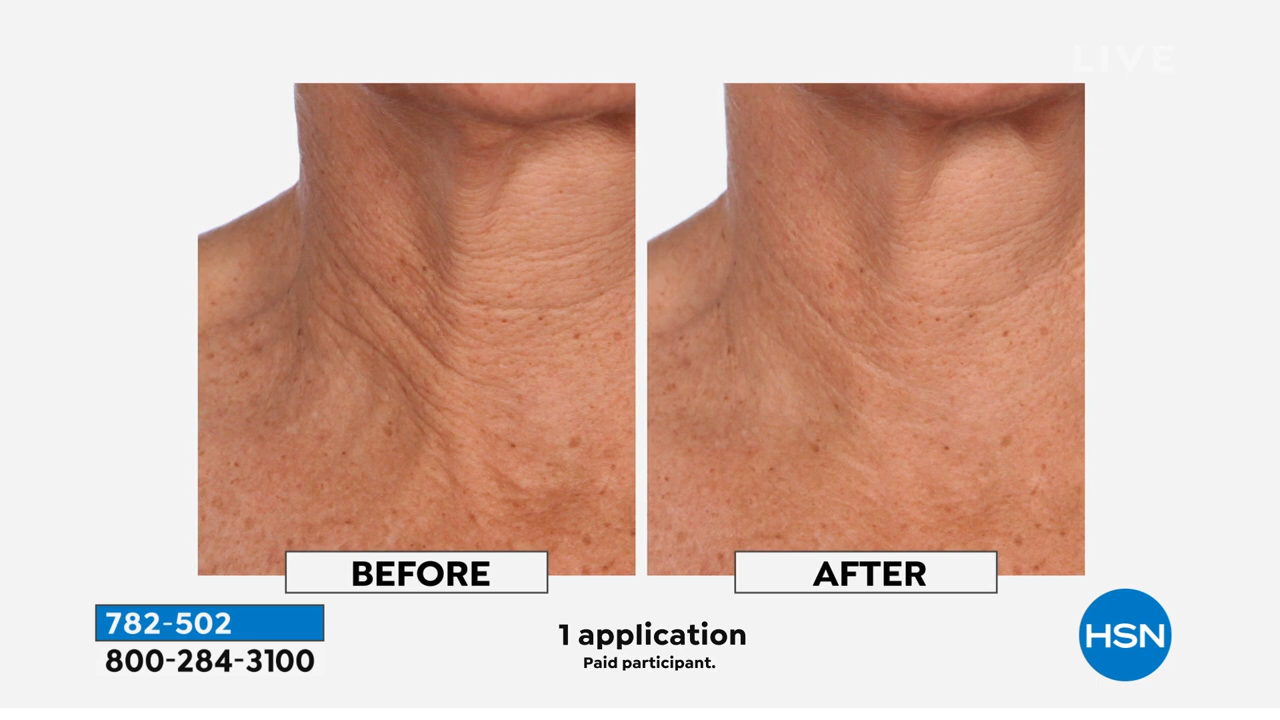 LIVE
BEFORE
AFTER
782-502
800-284-3100
1 application
Paid participant.
HSN